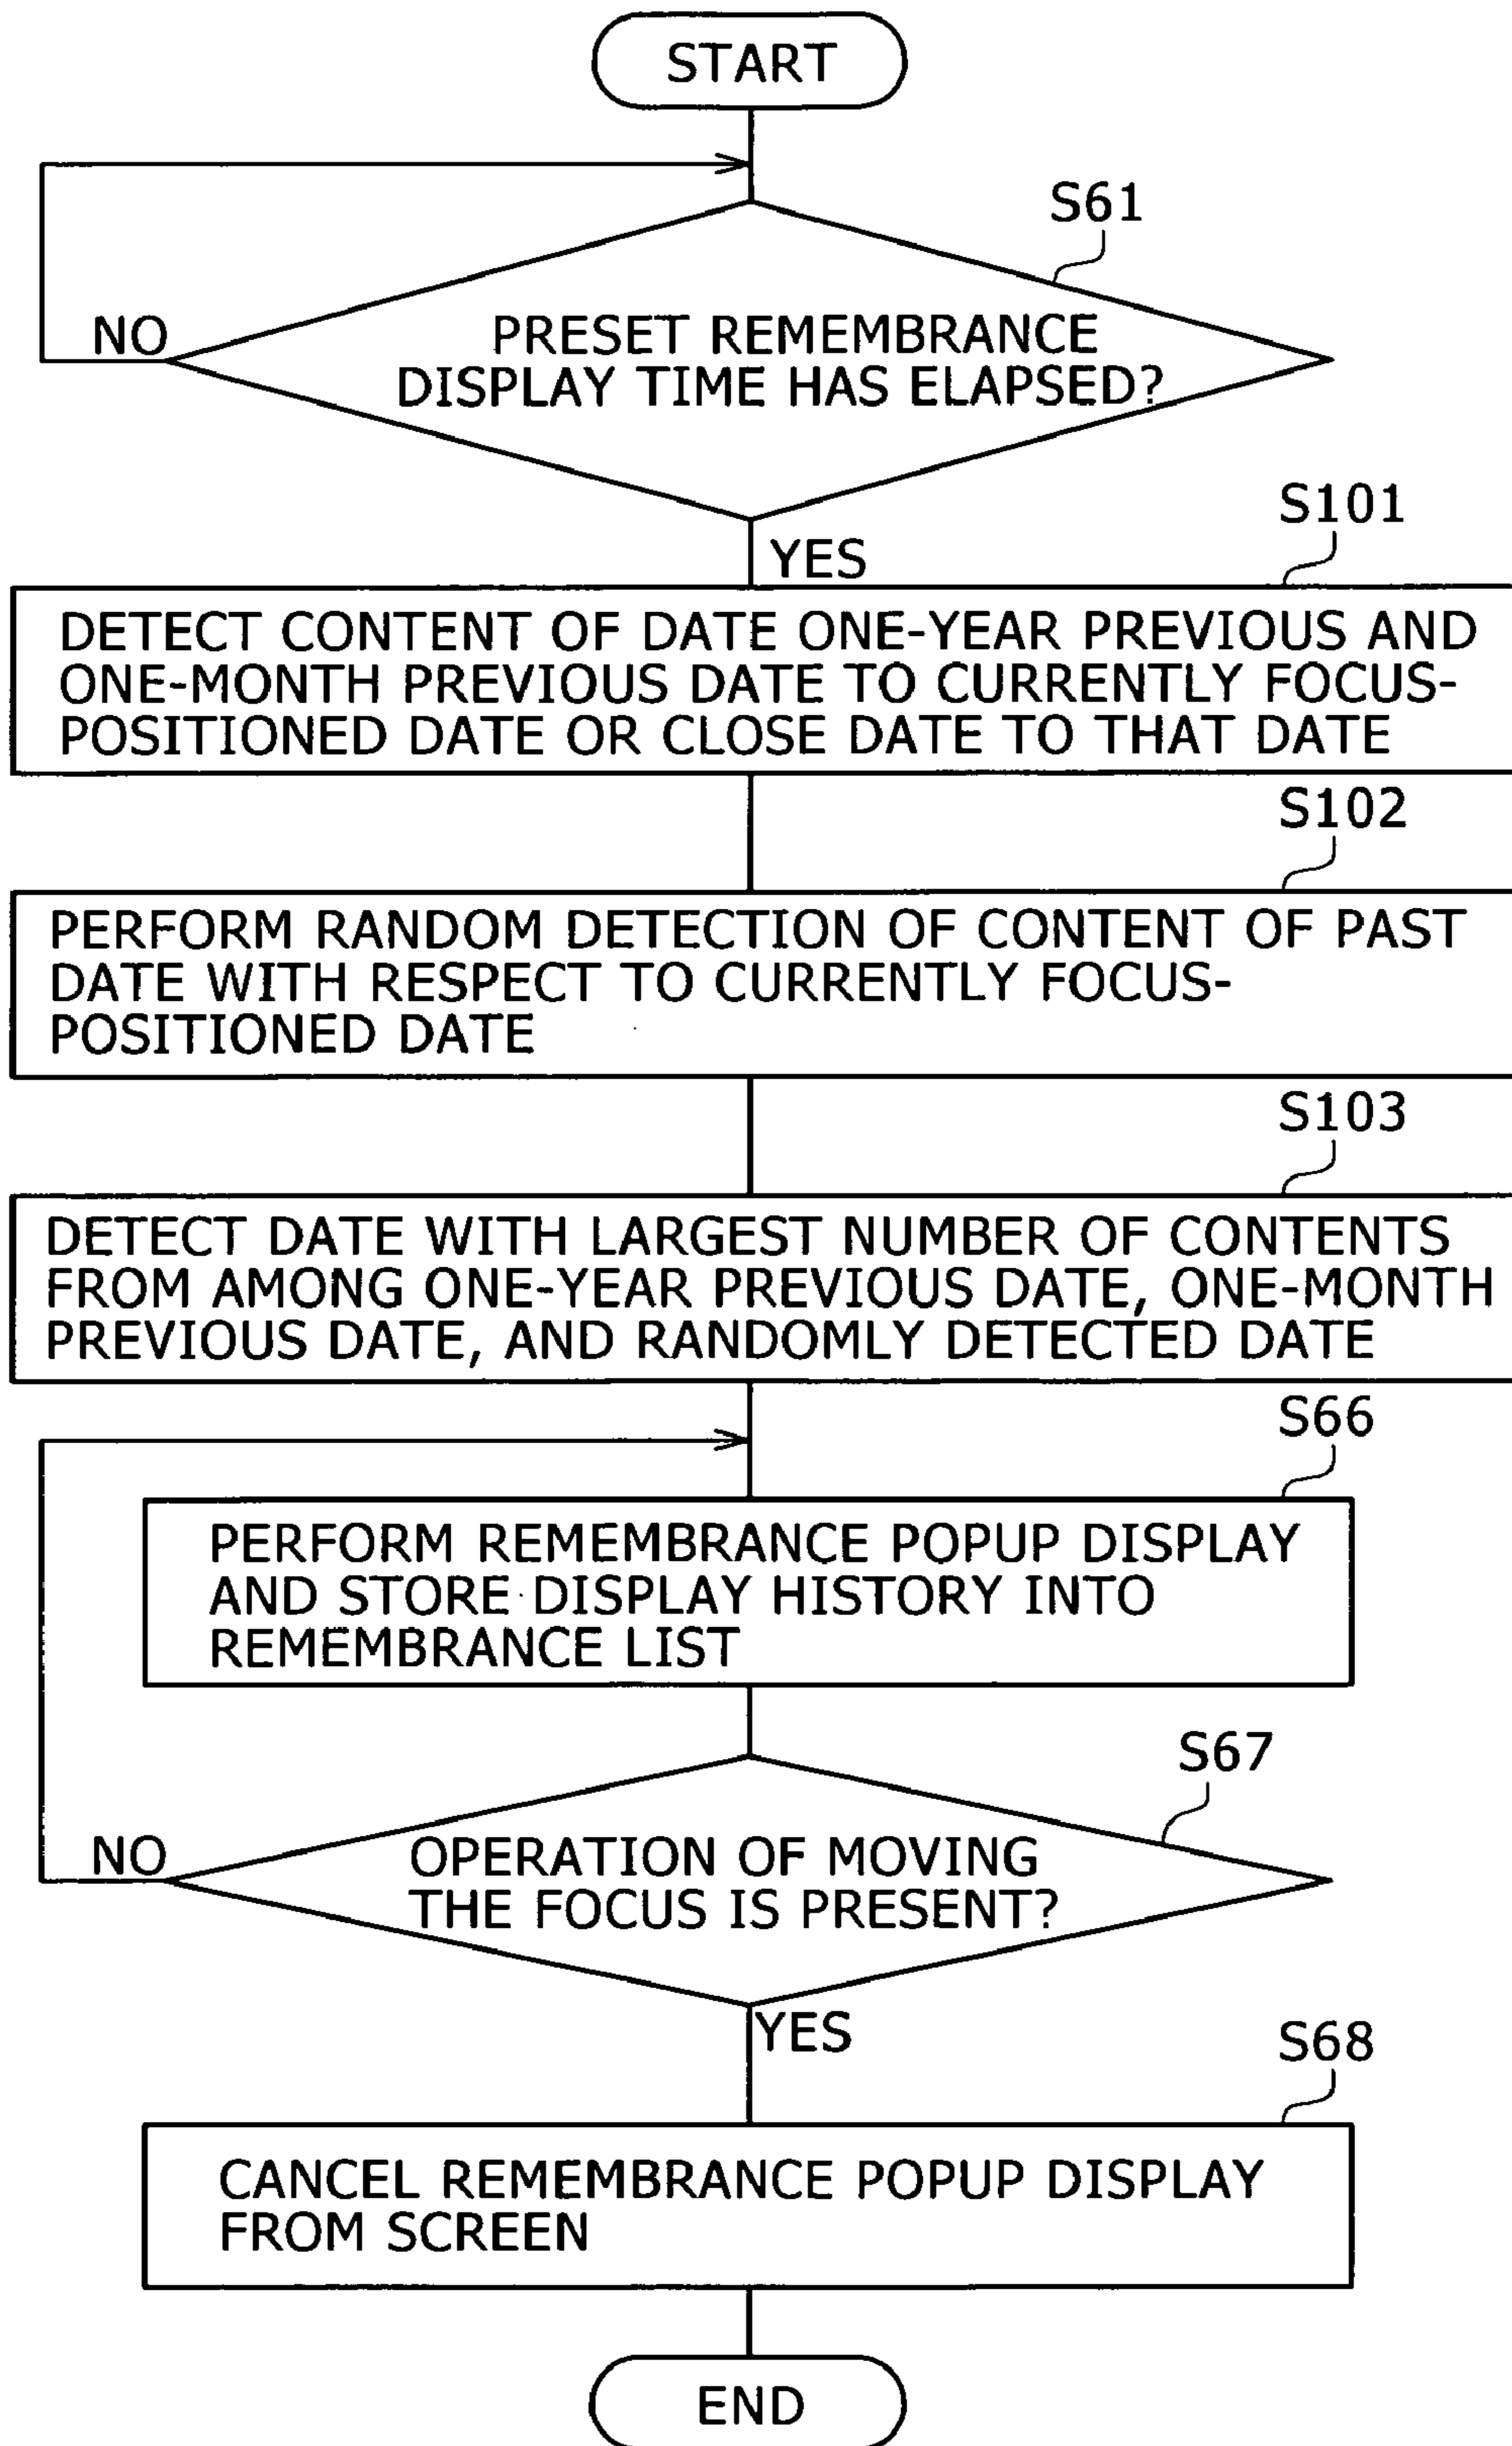 START
S61
NO
PRESET REMEMBRANCE
DISPLAY TIME HAS ELAPSED?
YES
S101
DETECT CONTENT OF DATE ONE-YEAR PREVIOUS AND
ONE-MONTH PREVIOUS DATE TO CURRENTLY FOCUS-
POSITIONED DATE OR CLOSE DATE TO THAT DATE
S102
PERFORM RANDOM DETECTION OF CONTENT OF PAST
DATE WITH RESPECT TO CURRENTLY FOCUS-
POSITIONED DATE
S103
DETECT DATE WITH LARGEST NUMBER OF CONTENTS
FROM AMONG ONE-YEAR PREVIOUS DATE, ONE-MONTH
PREVIOUS DATE, AND RANDOMLY DETECTED DATE
S66
PERFORM REMEMBRANCE POPUP DISPLAY
AND STORE DISPLAY HISTORY INTO
REMEMBRANCE LIST
S67
NO
OPERATION OF MOVING
THE FOCUS IS PRESENT?
YES
S68
CANCEL REMEMBRANCE POPUP DISPLAY
FROM SCREEN
END